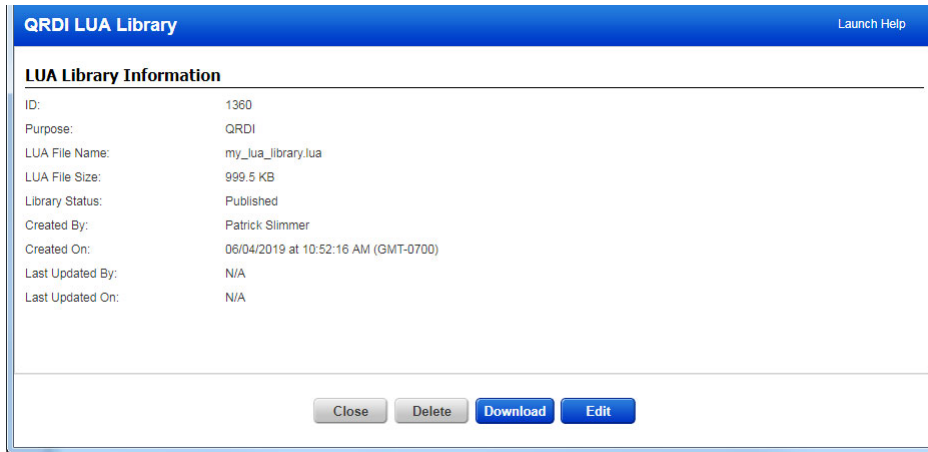 QRDI LUA Library Launch Help
LUA Library Information
ID: 1360
Purpose: QRDI
LUA File Name: my_lua_library.lua
LUA File Size: 999.5 KB
Library Status: Published
Created By: Patrick Slimmer
Created On: 06/04/2019 at 10:52:16 AM (GMT-0700)
Last Updated By: N/A
Last Updated On: N/A
Close Delete Download Edit